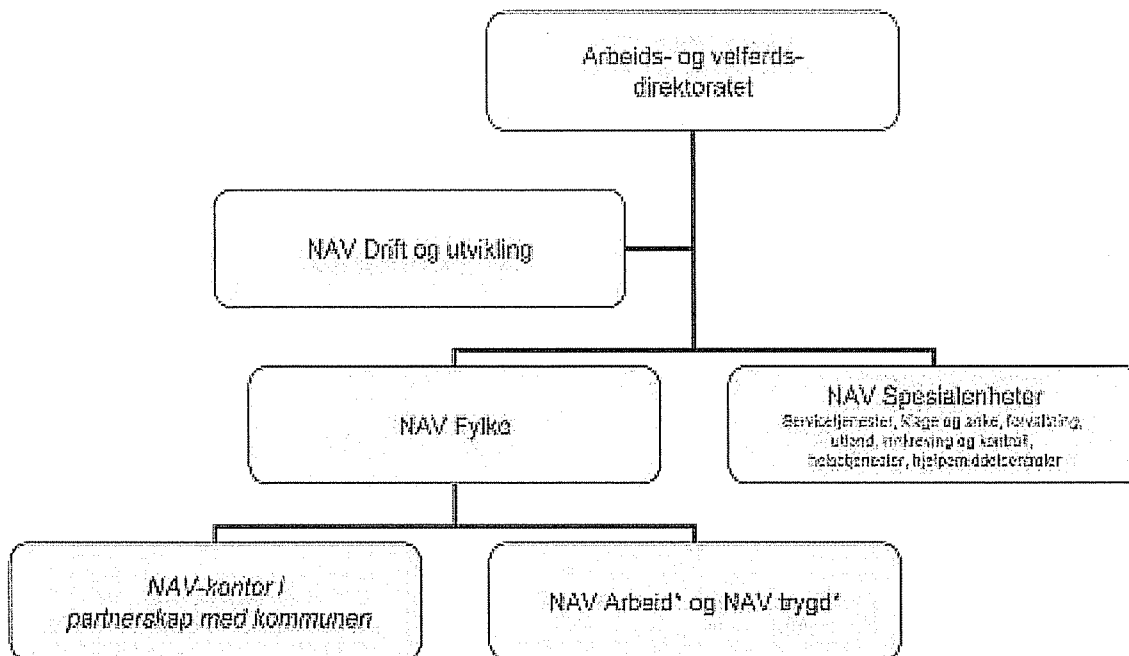 Arbeids- og velferds-
direktoratet
NAV Drift og utvikling
NAV Fylke
NAV Spesialenheter
Servicetjenester, klage og anke, forvaltning,
utland, innkreving og kontroll,
helsetjenester, hjelpemiddelsentraler
NAV-kontor i
partnerskap med kommunen
NAV Arbeid* og NAV trygd*